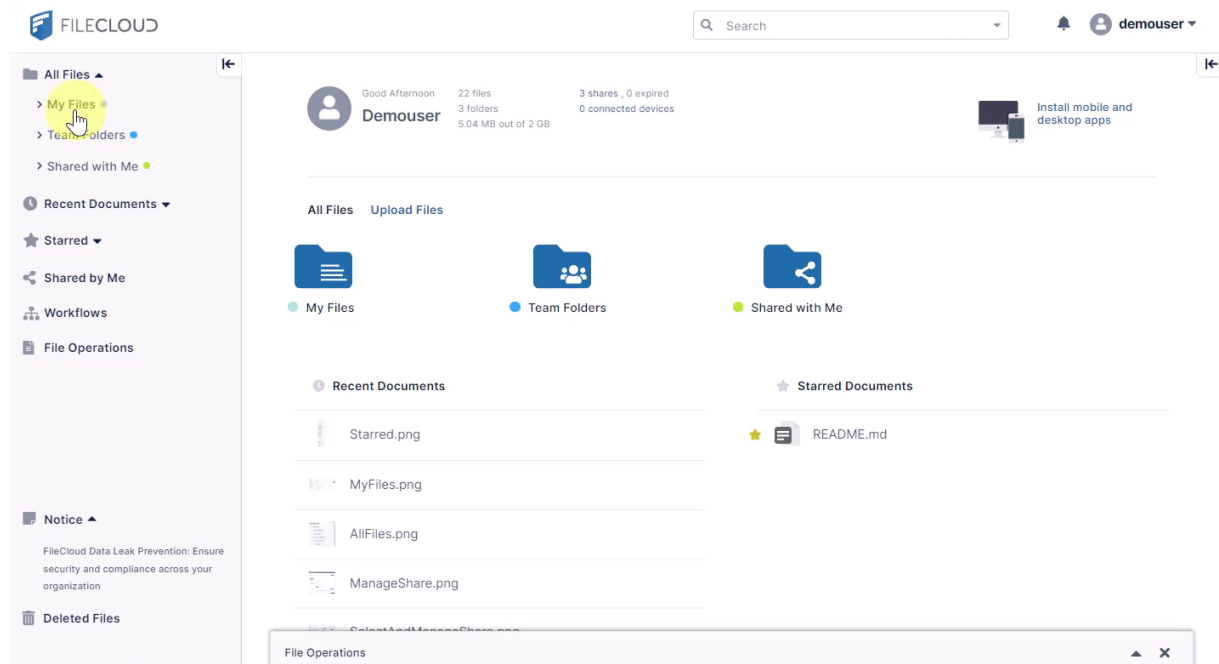 FILECLOUD
Search
demouser
All Files
My Files
Team Folders
Shared with Me
Recent Documents
Starred
Shared by Me
Workflows
File Operations
Notice
FileCloud Data Leak Prevention: Ensure
security and compliance across your
organization
Deleted Files
Good Afternoon
Demouser
22 files
3 folders
5.04 MB out of 2 GB
3 shares , 0 expired
0 connected devices
Install mobile and
desktop apps
All Files Upload Files
My Files Team Folders Shared with Me
Recent Documents
Starred.png
MyFiles.png
AllFiles.png
ManageShare.png
SelectAndManageShare.png
Starred Documents
README.md
File Operations